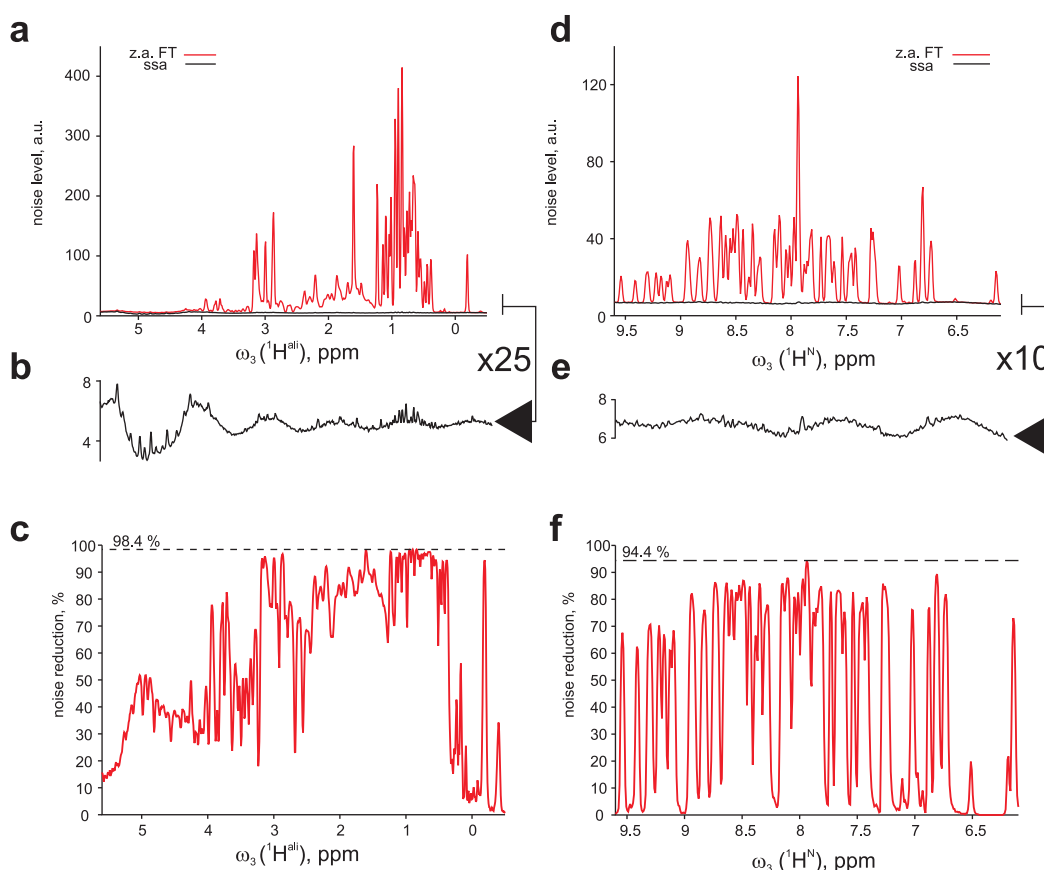 a
z.a. FT
ssa
400
300
200
100
0
noise level, a.u.
5 4 3 2 1 0
ω3 (1Hali), ppm
d
z.a. FT
ssa
120
80
40
0
noise level, a.u.
9.5 9 8.5 8 7.5 7 6.5
ω3 (1HN), ppm
b
8
4
x25
e
8
6
x10
c
98.4 %
100
90
80
70
60
50
40
30
20
10
0
noise reduction, %
5 4 3 2 1 0
ω3 (1Hali), ppm
f
94.4 %
100
90
80
70
60
50
40
30
20
10
0
noise reduction, %
9.5 9 8.5 8 7.5 7 6.5
ω3 (1HN), ppm